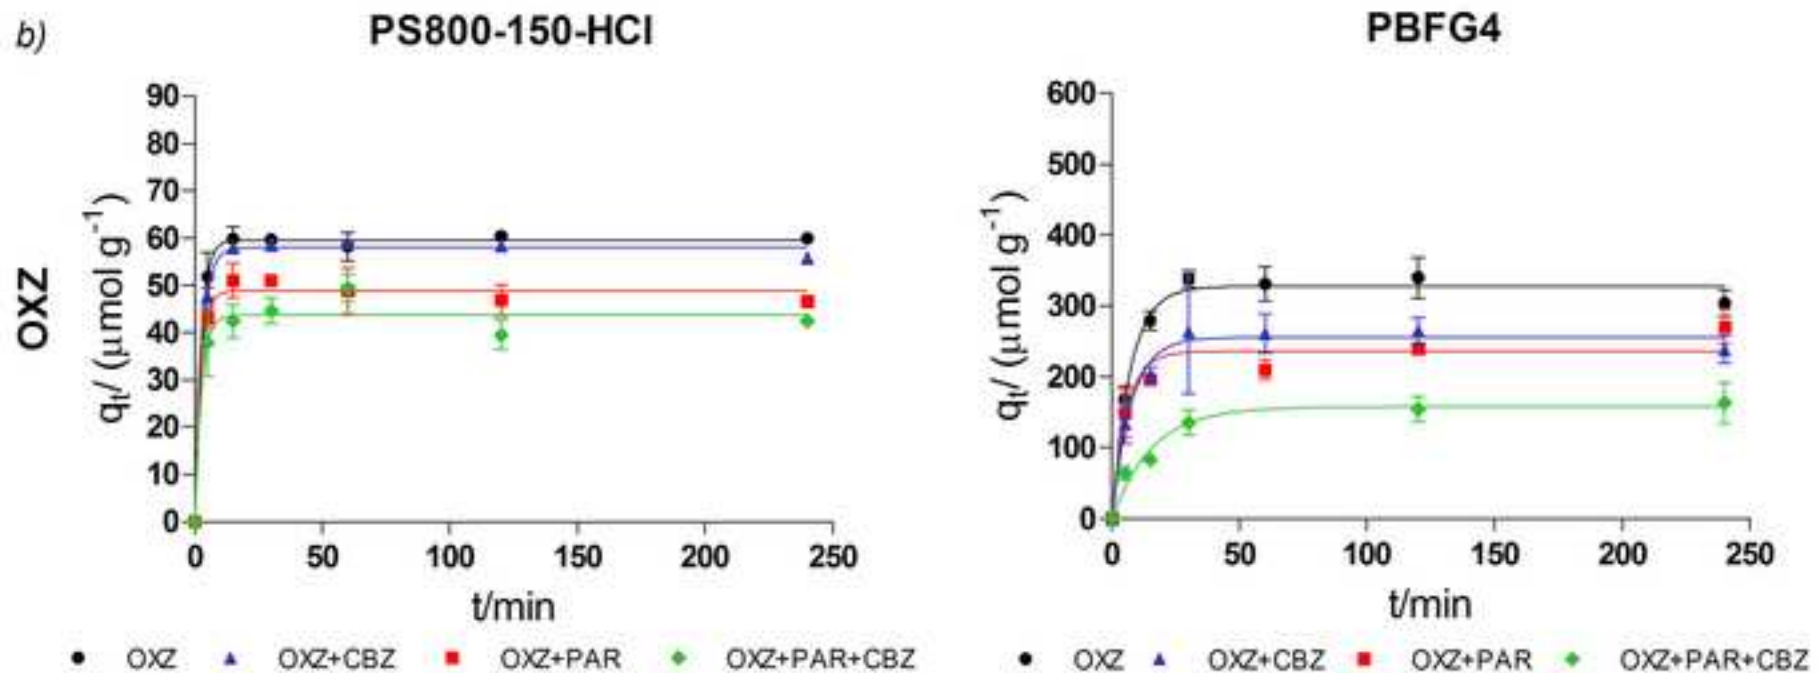 b)
PS800-150-HCl
PBFG4
OXZ
qt/ (μmol g⁻¹)
90
80
70
60
50
40
30
20
10
0
0 50 100 150 200 250
t/min
OXZ OXZ+CBZ OXZ+PAR OXZ+PAR+CBZ
qt/ (μmol g⁻¹)
600
500
400
300
200
100
0
0 50 100 150 200 250
t/min
OXZ OXZ+CBZ OXZ+PAR OXZ+PAR+CBZ